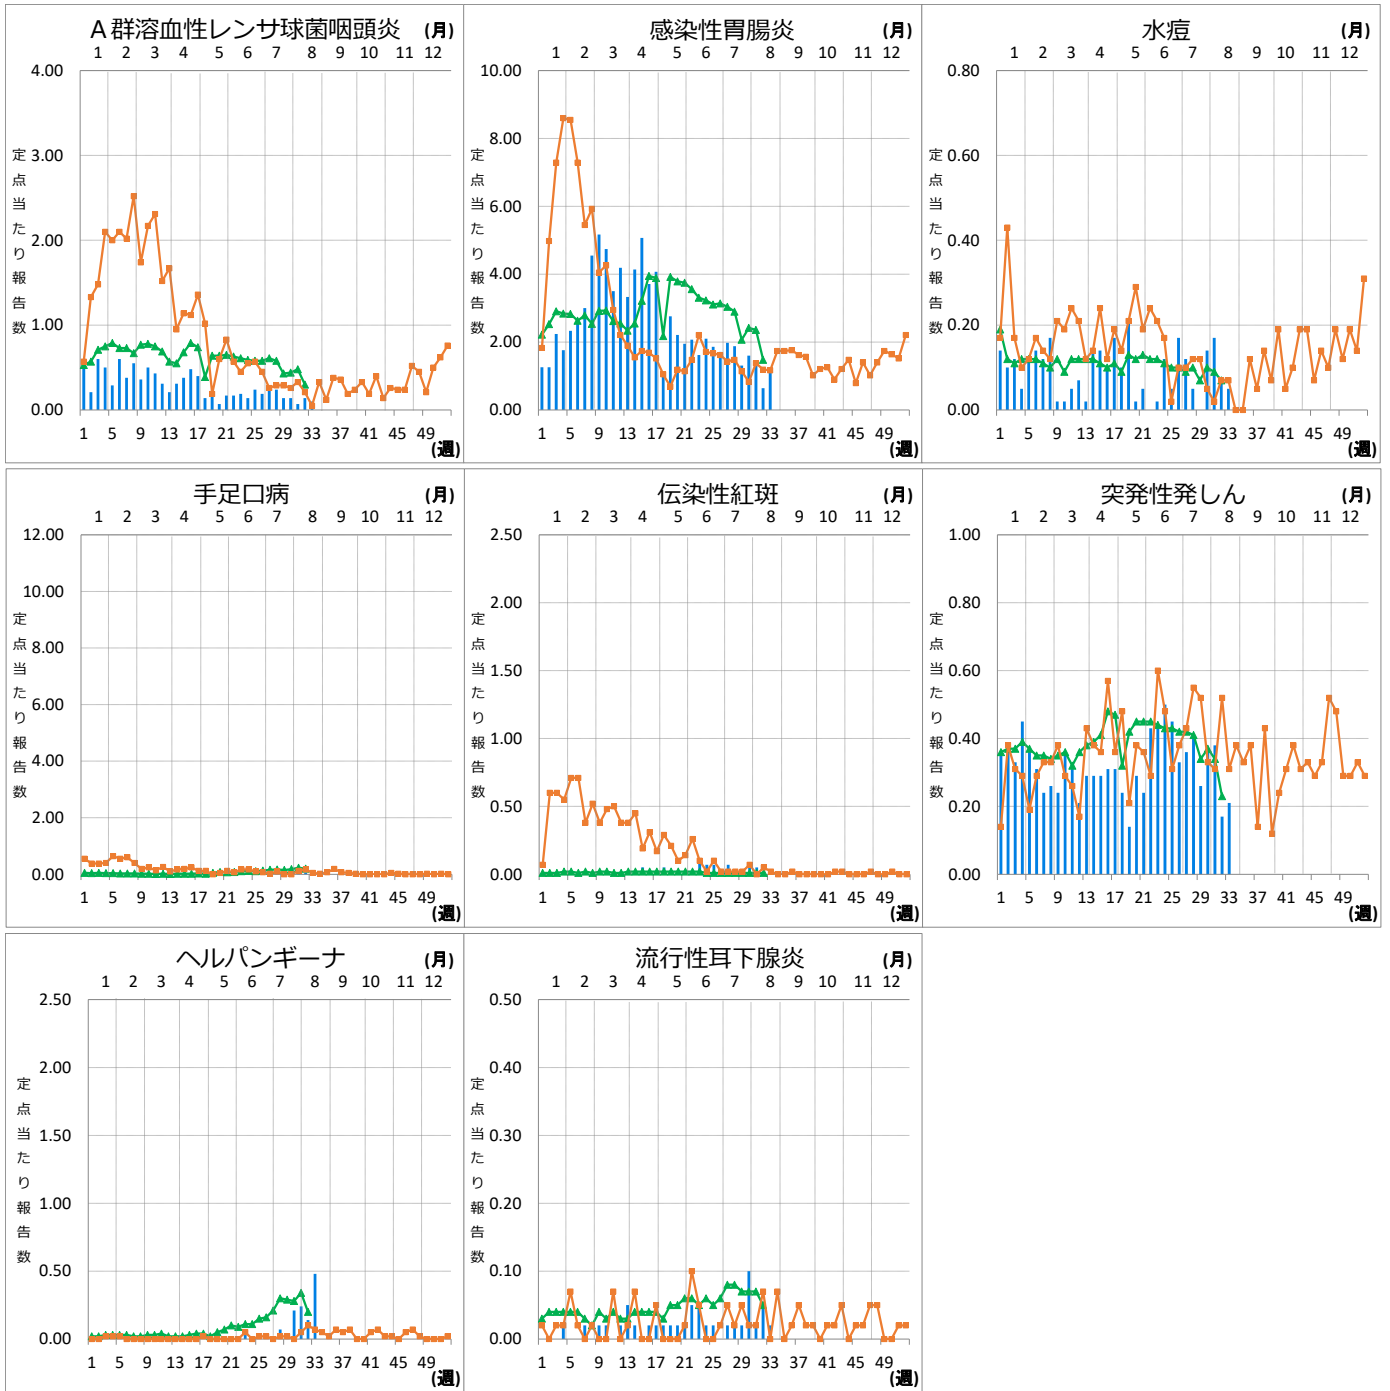 A群溶血性レンサ球菌咽頭炎 (月)
1 2 3 4 5 6 7 8 9 10 11 12
4.00
3.00
2.00
1.00
0.00
定点当たり報告数
1 5 9 13 17 21 25 29 33 37 41 45 49
(週)
感染性胃腸炎 (月)
1 2 3 4 5 6 7 8 9 10 11 12
10.00
8.00
6.00
4.00
2.00
0.00
定点当たり報告数
1 5 9 13 17 21 25 29 33 37 41 45 49
(週)
水痘 (月)
1 2 3 4 5 6 7 8 9 10 11 12
0.80
0.60
0.40
0.20
0.00
定点当たり報告数
1 5 9 13 17 21 25 29 33 37 41 45 49
(週)
手足口病 (月)
1 2 3 4 5 6 7 8 9 10 11 12
12.00
10.00
8.00
6.00
4.00
2.00
0.00
定点当たり報告数
1 5 9 13 17 21 25 29 33 37 41 45 49
(週)
伝染性紅斑 (月)
1 2 3 4 5 6 7 8 9 10 11 12
2.50
2.00
1.50
1.00
0.50
0.00
定点当たり報告数
1 5 9 13 17 21 25 29 33 37 41 45 49
(週)
突発性発しん (月)
1 2 3 4 5 6 7 8 9 10 11 12
1.00
0.80
0.60
0.40
0.20
0.00
定点当たり報告数
1 5 9 13 17 21 25 29 33 37 41 45 49
(週)
ヘルパンギーナ (月)
1 2 3 4 5 6 7 8 9 10 11 12
2.50
2.00
1.50
1.00
0.50
0.00
定点当たり報告数
1 5 9 13 17 21 25 29 33 37 41 45 49
(週)
流行性耳下腺炎 (月)
1 2 3 4 5 6 7 8 9 10 11 12
0.50
0.40
0.30
0.20
0.10
0.00
定点当たり報告数
1 5 9 13 17 21 25 29 33 37 41 45 49
(週)